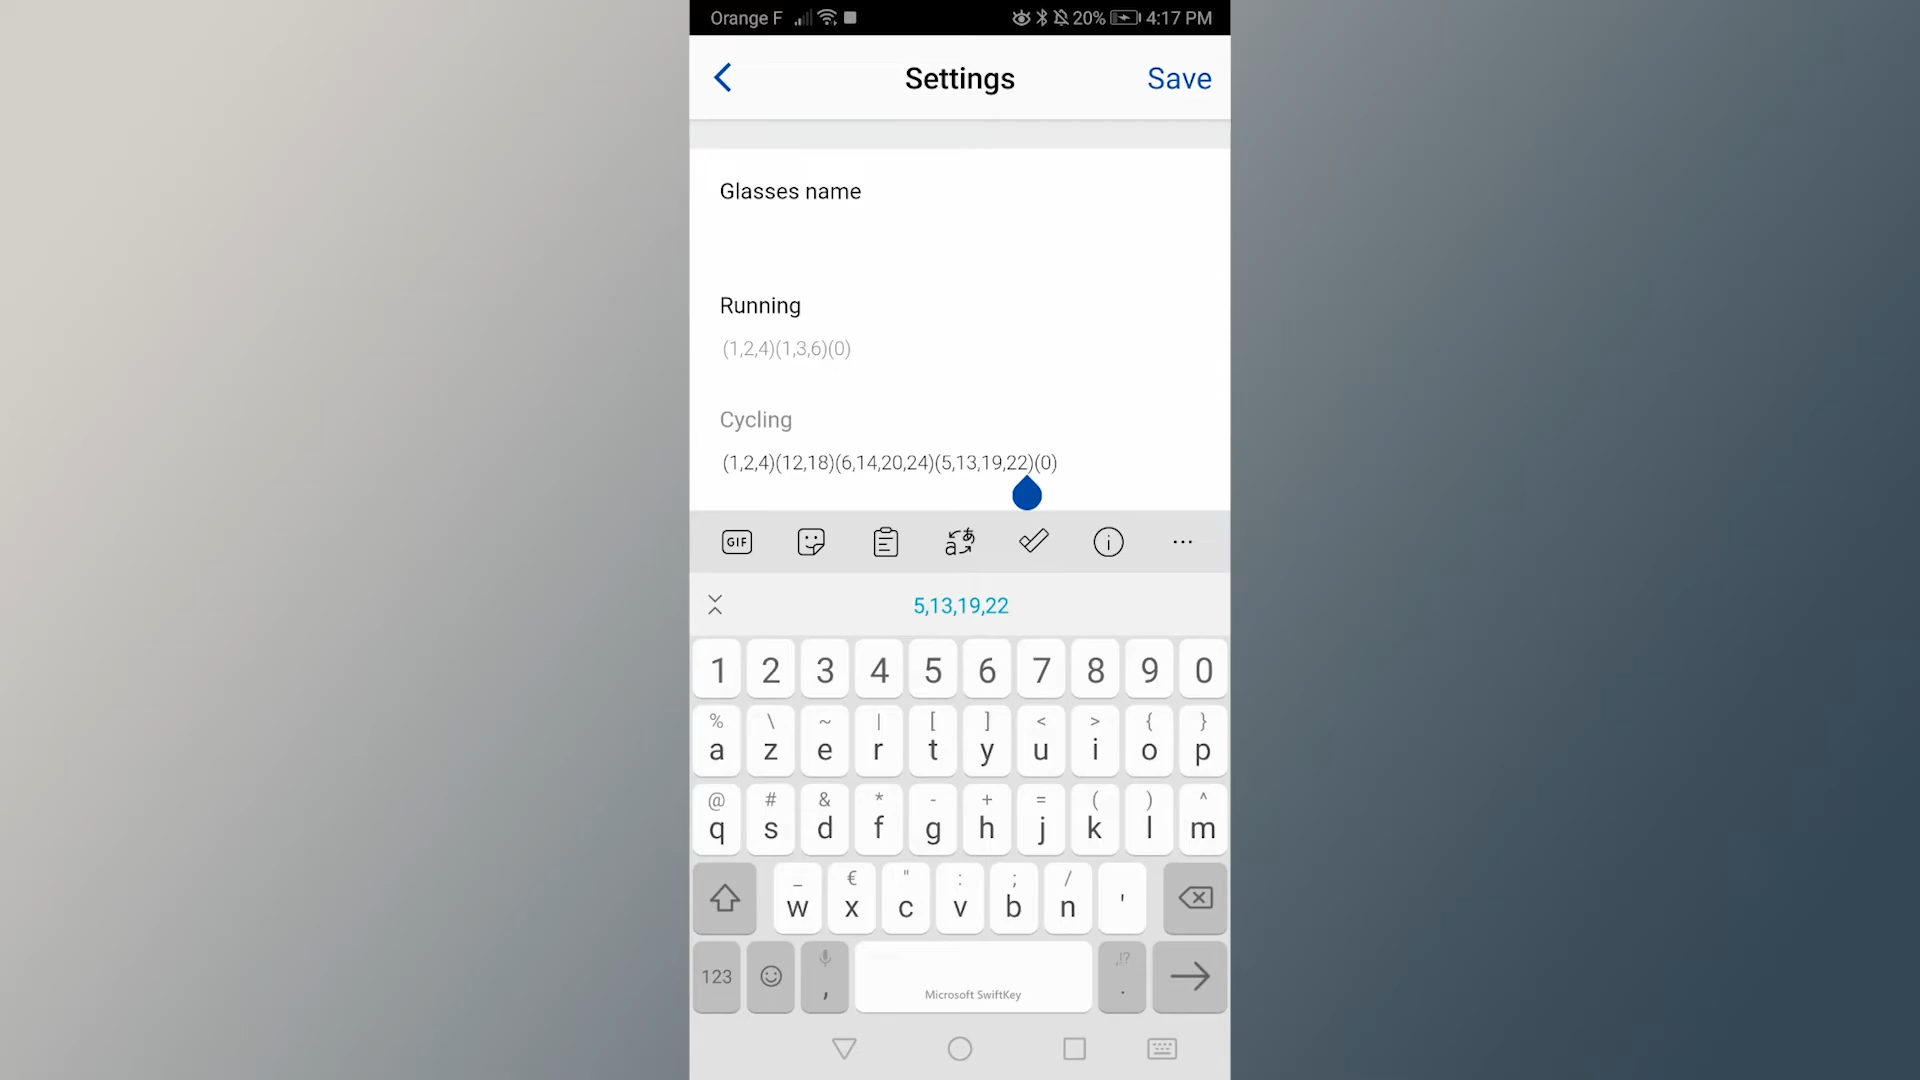 Orange F 20% 4:17 PM
Settings Save
Glasses name
Running
(1,2,4)(1,3,6)(0)
Cycling
(1,2,4)(12,18)(6,14,20,24)(5,13,19,22)(0)
GIF aあ
5,13,19,22
1 2 3 4 5 6 7 8 9 0
% \ ~ | [ ] < > { }
a z e r t y u i o p
@ # & * - + = ( ) ^
q s d f g h j k l m
_ € " : ; /
w x c v b n '
123 , Microsoft SwiftKey ,!? .